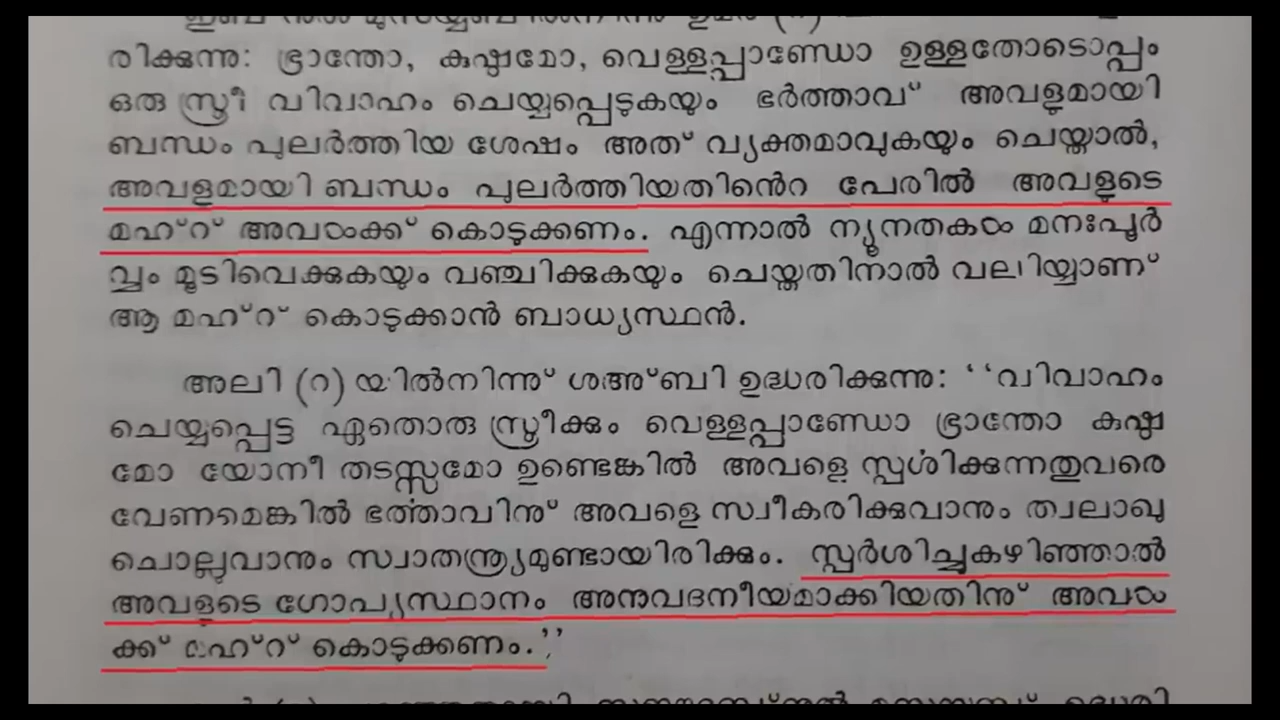 രിക്കുന്നു: ഭ്രാന്തോ, കുഷ്ഠമോ, വെള്ളപ്പാണ്ഡോ ഉള്ളതോടൊപ്പം
ഒരു സ്ത്രീ വിവാഹം ചെയ്യപ്പെടുകയും ഭർത്താവ് അവളുമായി
ബന്ധം പുലർത്തിയ ശേഷം അത് വ്യക്തമാവുകയും ചെയ്താൽ,
അവളുമായി ബന്ധം പുലർത്തിയതിൻെറ പേരിൽ അവളുടെ
മഹ്റ് അവൾക്ക് കൊടുക്കണം. എന്നാൽ ന്യൂനതകൾ മനഃപൂർ
വ്വം മൂടിവെക്കുകയും വഞ്ചിക്കുകയും ചെയ്തതിനാൽ വലിയ്യാണ്
ആ മഹ്റ് കൊടുക്കാൻ ബാധ്യസ്ഥൻ.
അലി (റ) യിൽനിന്ന് ശഅ്ബി ഉദ്ധരിക്കുന്നു: ‘‘വിവാഹം
ചെയ്യപ്പെട്ട ഏതൊരു സ്ത്രീക്കും വെള്ളപ്പാണ്ഡോ ഭ്രാന്തോ കുഷ്ഠ
മോ യോനീ തടസ്സമോ ഉണ്ടെങ്കിൽ അവളെ സ്പർശിക്കുന്നതുവരെ
വേണമെങ്കിൽ ഭർത്താവിന് അവളെ സ്വീകരിക്കുവാനും ത്വലാഖു
ചൊല്ലുവാനും സ്വാതന്ത്ര്യമുണ്ടായിരിക്കും. സ്പർശിച്ചുകഴിഞ്ഞാൽ
അവളുടെ ഗോപ്യസ്ഥാനം അനുവദനീയമാക്കിയതിന് അവൾ
ക്ക് മഹ്റ് കൊടുക്കണം.’’